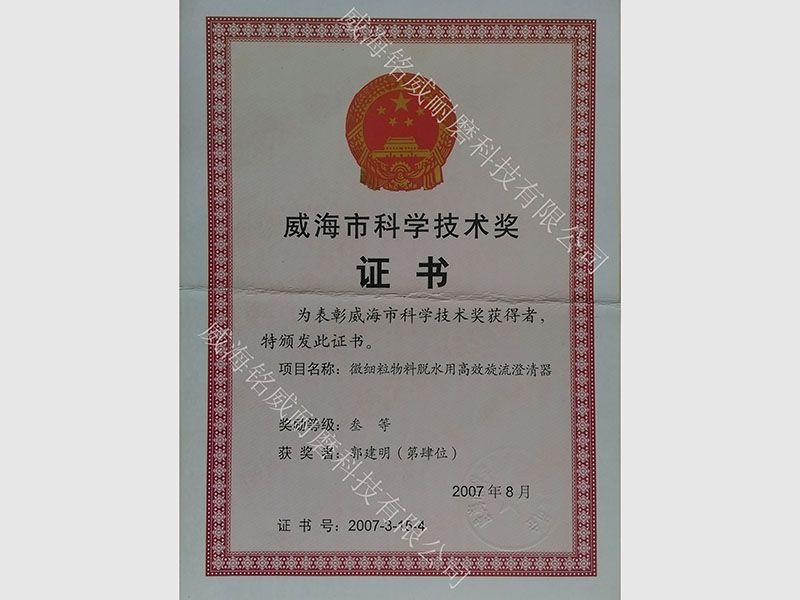 威海市科学技术奖
证书
为表彰威海市科学技术奖获得者，
特颁发此证书。
项目名称：微细粒物料脱水用高效旋流澄清器
奖励等级：叁 等
获 奖 者：郭建明（第肆位）
2007 年 8 月
证 书 号：2007-3-15-4
威海铭威耐磨科技有限公司
威海铭威耐磨科技有限公司